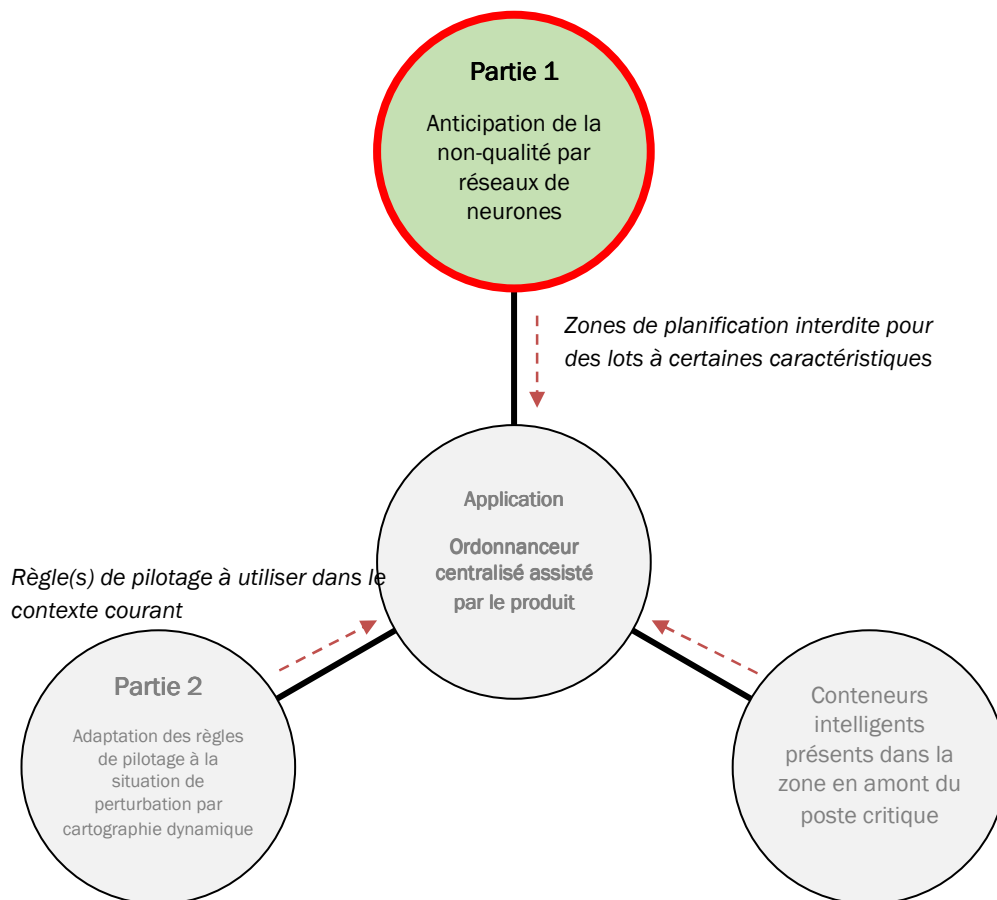 Partie 1
Anticipation de la
non-qualité par
réseaux de
neurones
Zones de planification interdite pour
des lots à certaines caractéristiques
Application
Ordonnanceur
centralisé assisté
par le produit
Règle(s) de pilotage à utiliser dans le
contexte courant
Partie 2
Adaptation des règles
de pilotage à la
situation de
perturbation par
cartographie dynamique
Conteneurs
intelligents
présents dans la
zone en amont du
poste critique